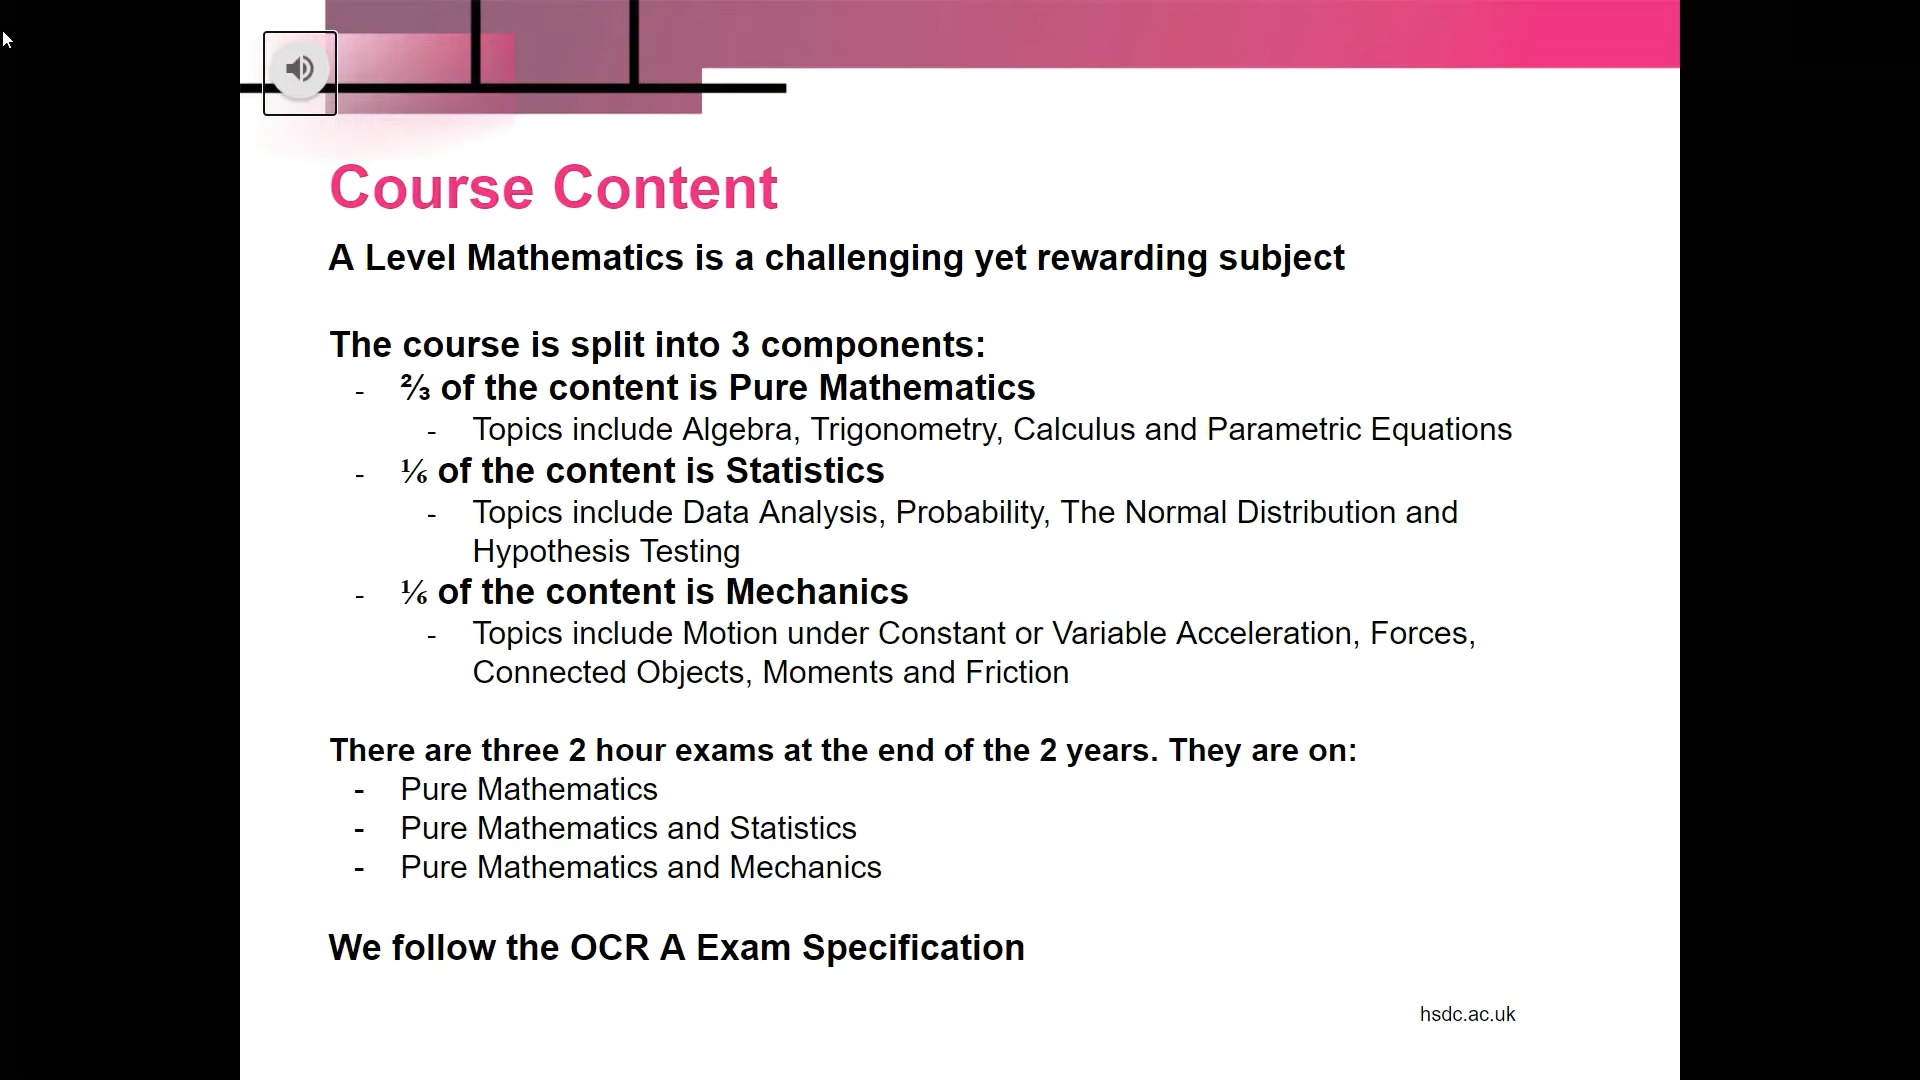 Course Content
A Level Mathematics is a challenging yet rewarding subject
The course is split into 3 components:
- ⅔ of the content is Pure Mathematics
- Topics include Algebra, Trigonometry, Calculus and Parametric Equations
- ⅙ of the content is Statistics
- Topics include Data Analysis, Probability, The Normal Distribution and
Hypothesis Testing
- ⅙ of the content is Mechanics
- Topics include Motion under Constant or Variable Acceleration, Forces,
Connected Objects, Moments and Friction
There are three 2 hour exams at the end of the 2 years. They are on:
- Pure Mathematics
- Pure Mathematics and Statistics
- Pure Mathematics and Mechanics
We follow the OCR A Exam Specification
hsdc.ac.uk